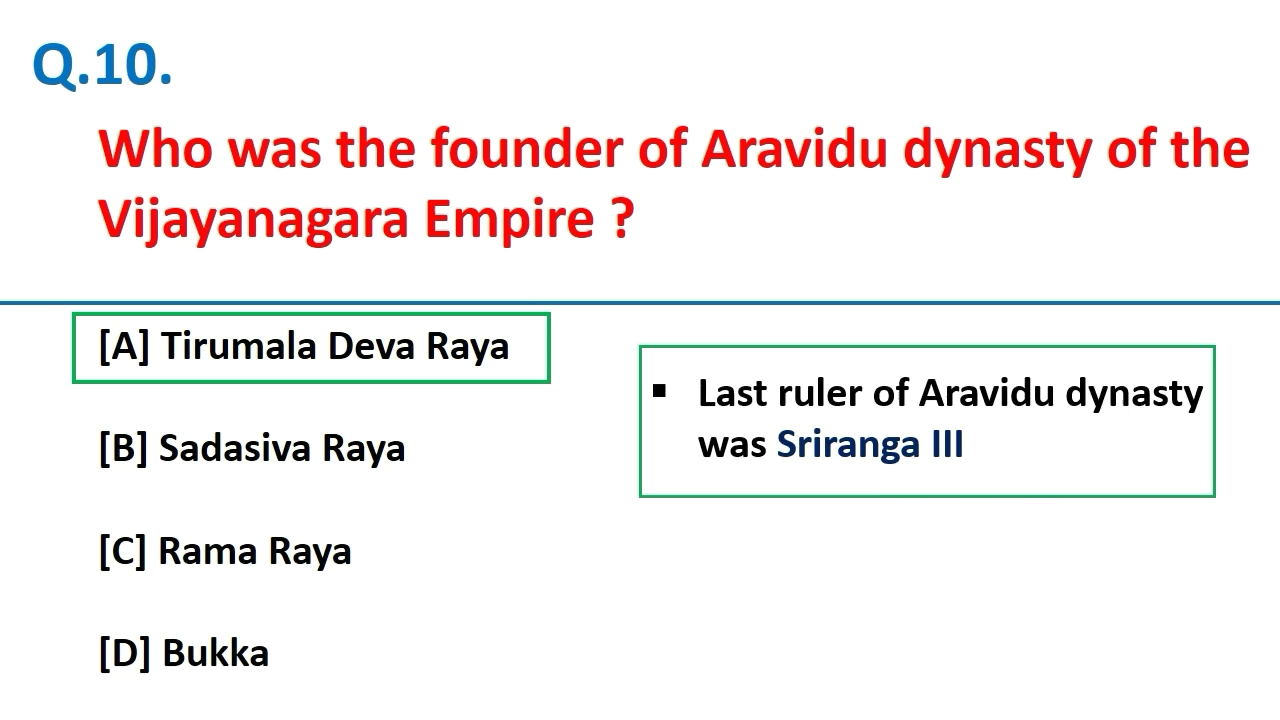 Q.10.
Who was the founder of Aravidu dynasty of the
Vijayanagara Empire ?
[A] Tirumala Deva Raya
[B] Sadasiva Raya
[C] Rama Raya
[D] Bukka
▪ Last ruler of Aravidu dynasty
was Sriranga III